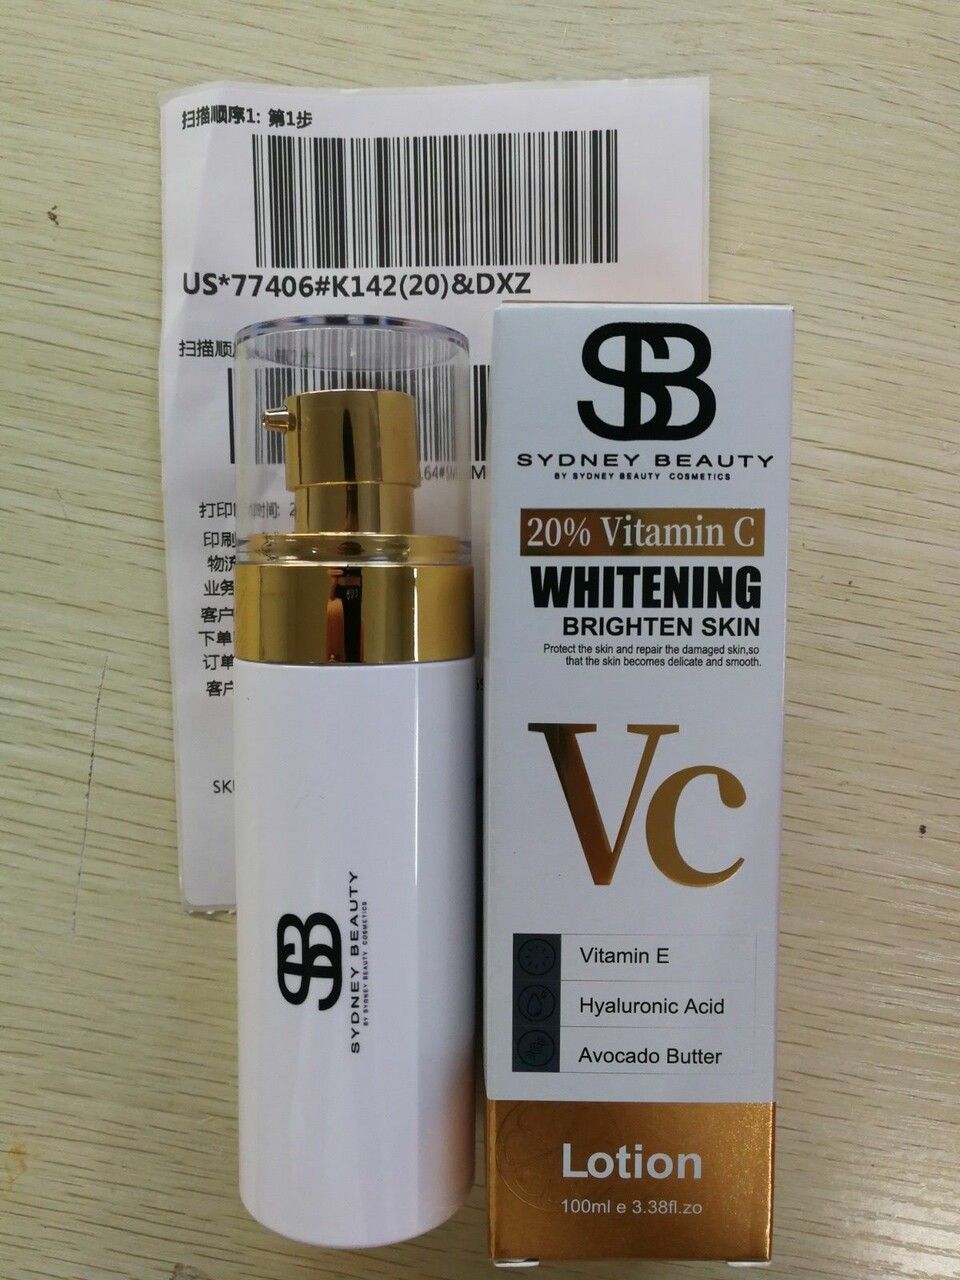 扫描顺序1: 第1步
US*77406#K142(20)&DXZ
扫描顺
打印
印刷
物流
业务
客户
下单
订单
客户
SKU
SB
SYDNEY BEAUTY
BY SYDNEY BEAUTY COSMETICS
SB
SYDNEY BEAUTY
BY SYDNEY BEAUTY COSMETICS
20% Vitamin C
WHITENING
BRIGHTEN SKIN
Protect the skin and repair the damaged skin,so
that the skin becomes delicate and smooth.
Vc
Vitamin E
Hyaluronic Acid
Avocado Butter
Lotion
100ml e 3.38fl.zo